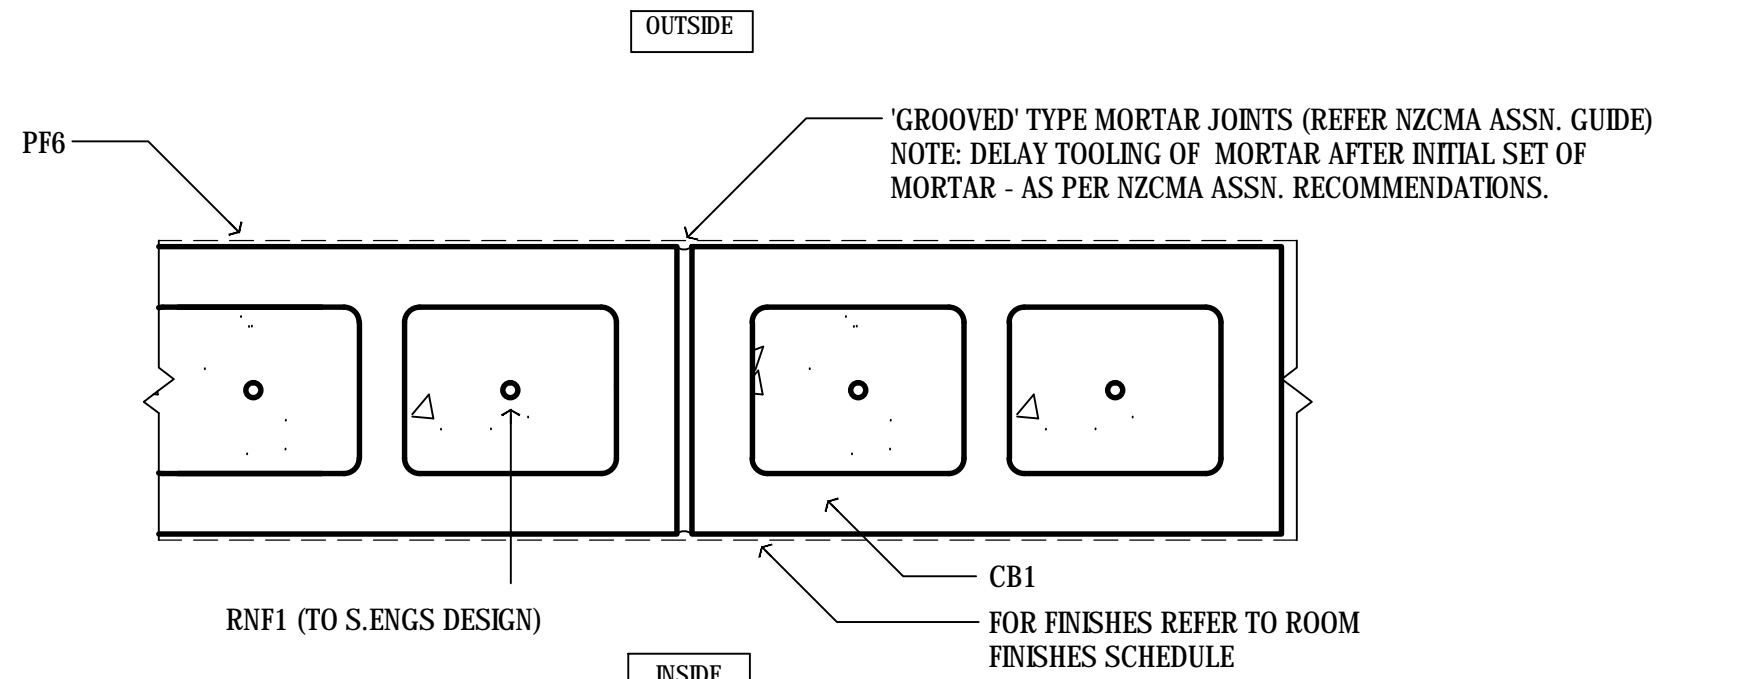 OUTSIDE
'GROOVED' TYPE MORTAR JOINTS (REFER NZCMA ASSN. GUIDE)
NOTE: DELAY TOOLING OF MORTAR AFTER INITIAL SET OF
MORTAR - AS PER NZCMA ASSN. RECOMMENDATIONS.
PF6
CB1
RNF1 (TO S.ENGS DESIGN)
FOR FINISHES REFER TO ROOM
FINISHES SCHEDULE
INSIDE